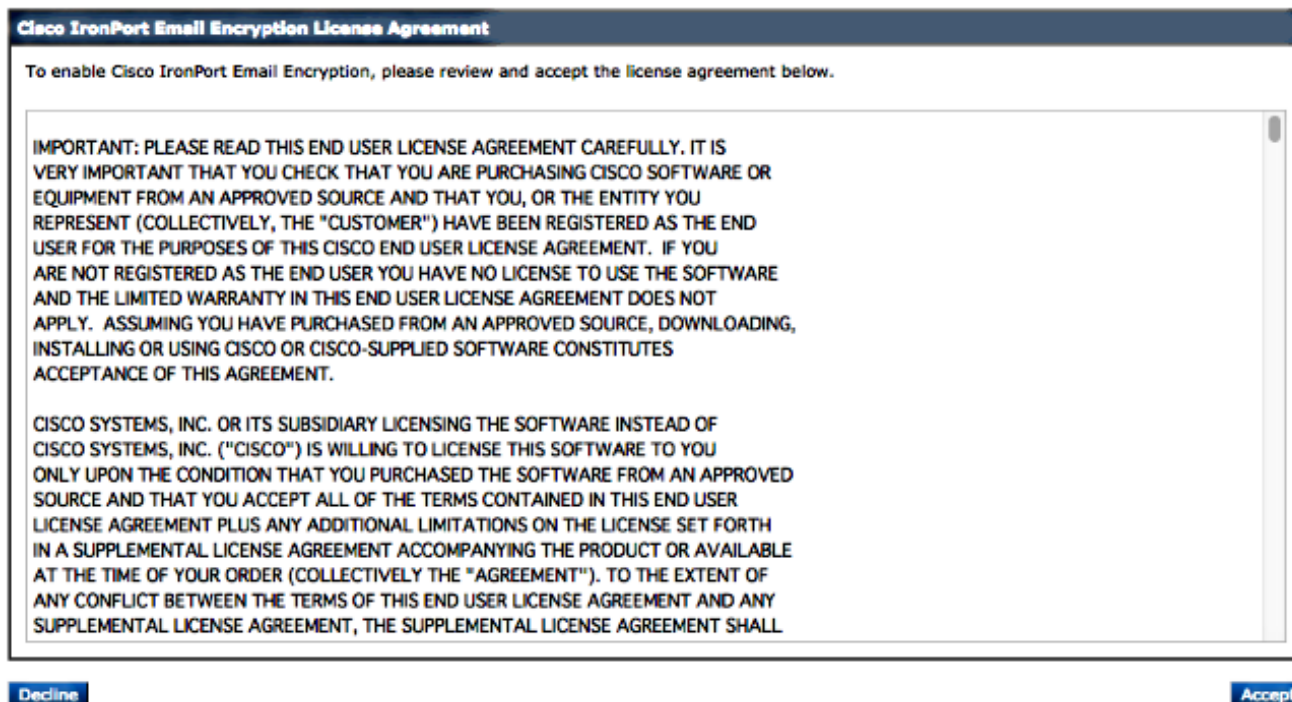 Cisco IronPort Email Encryption License Agreement
To enable Cisco IronPort Email Encryption, please review and accept the license agreement below.
IMPORTANT: PLEASE READ THIS END USER LICENSE AGREEMENT CAREFULLY. IT IS
VERY IMPORTANT THAT YOU CHECK THAT YOU ARE PURCHASING CISCO SOFTWARE OR
EQUIPMENT FROM AN APPROVED SOURCE AND THAT YOU, OR THE ENTITY YOU
REPRESENT (COLLECTIVELY, THE "CUSTOMER") HAVE BEEN REGISTERED AS THE END
USER FOR THE PURPOSES OF THIS CISCO END USER LICENSE AGREEMENT.  IF YOU
ARE NOT REGISTERED AS THE END USER YOU HAVE NO LICENSE TO USE THE SOFTWARE
AND THE LIMITED WARRANTY IN THIS END USER LICENSE AGREEMENT DOES NOT
APPLY.  ASSUMING YOU HAVE PURCHASED FROM AN APPROVED SOURCE, DOWNLOADING,
INSTALLING OR USING CISCO OR CISCO-SUPPLIED SOFTWARE CONSTITUTES
ACCEPTANCE OF THIS AGREEMENT.
CISCO SYSTEMS, INC. OR ITS SUBSIDIARY LICENSING THE SOFTWARE INSTEAD OF
CISCO SYSTEMS, INC. ("CISCO") IS WILLING TO LICENSE THIS SOFTWARE TO YOU
ONLY UPON THE CONDITION THAT YOU PURCHASED THE SOFTWARE FROM AN APPROVED
SOURCE AND THAT YOU ACCEPT ALL OF THE TERMS CONTAINED IN THIS END USER
LICENSE AGREEMENT PLUS ANY ADDITIONAL LIMITATIONS ON THE LICENSE SET FORTH
IN A SUPPLEMENTAL LICENSE AGREEMENT ACCOMPANYING THE PRODUCT OR AVAILABLE
AT THE TIME OF YOUR ORDER (COLLECTIVELY THE "AGREEMENT"). TO THE EXTENT OF
ANY CONFLICT BETWEEN THE TERMS OF THIS END USER LICENSE AGREEMENT AND ANY
SUPPLEMENTAL LICENSE AGREEMENT, THE SUPPLEMENTAL LICENSE AGREEMENT SHALL
Decline
Accept